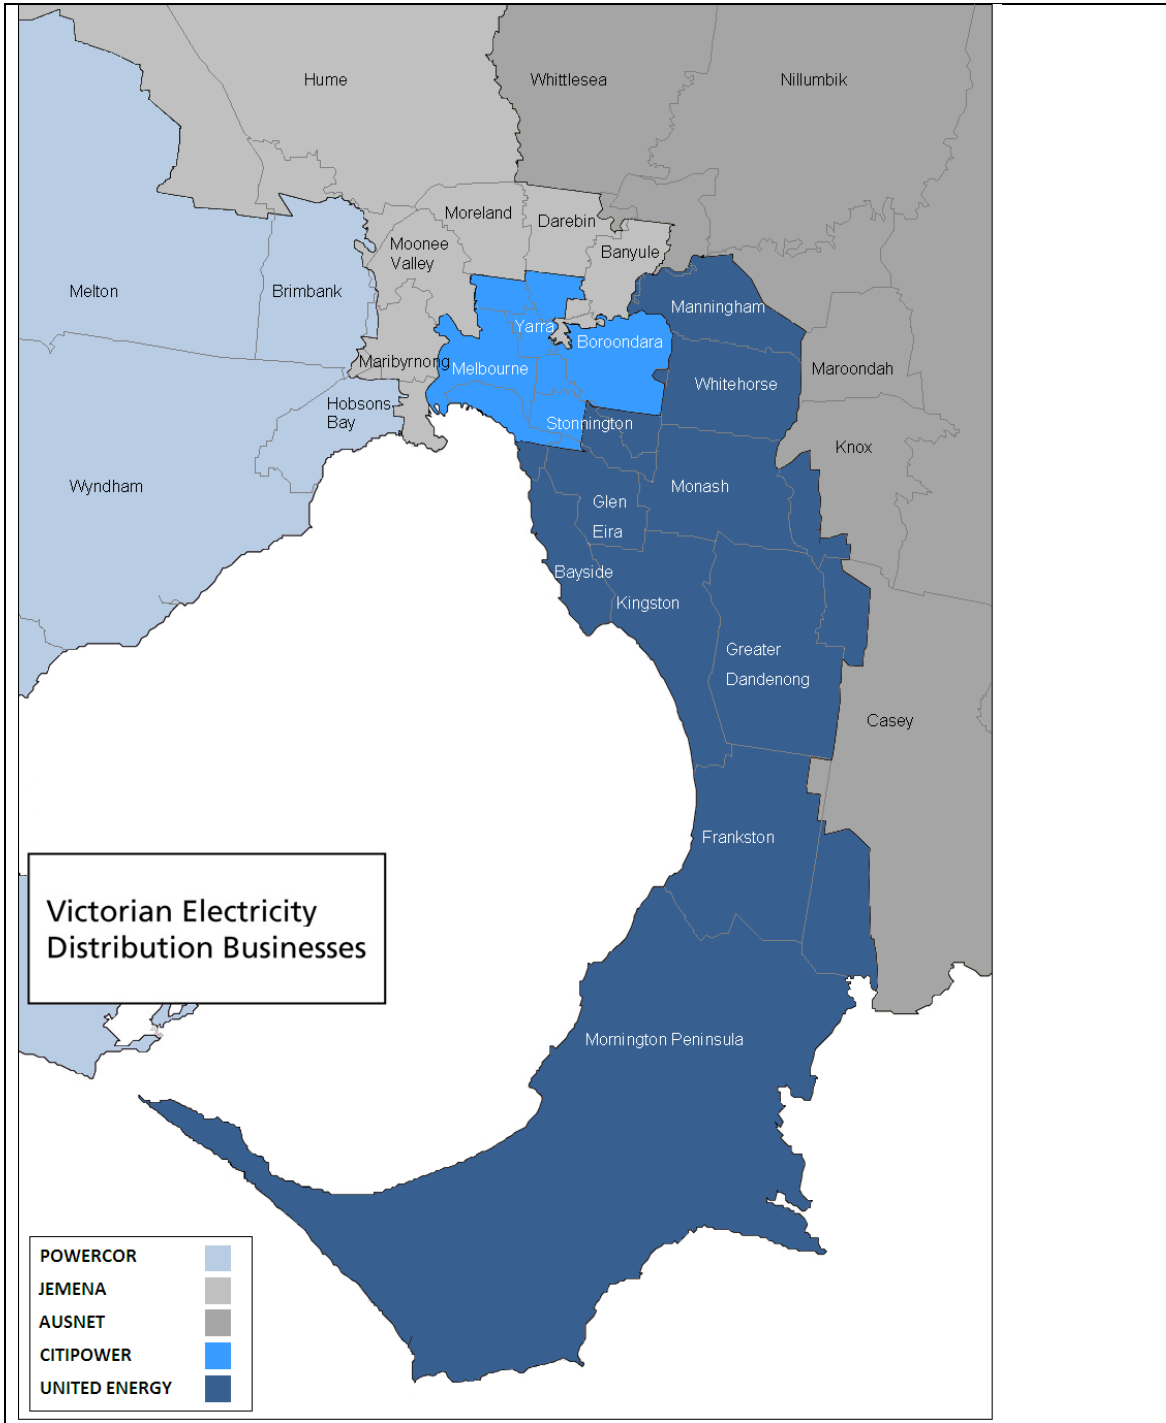 Hume
Whittlesea
Nillumbik
Moreland
Darebin
Moonee
Valley
Banyule
Melton
Brimbank
Manningham
Yarra
Boroondara
Maribyrnong
Melbourne
Maroondah
Whitehorse
Hobsons
Bay
Stonnington
Knox
Wyndham
Monash
Glen
Eira
Bayside
Kingston
Greater
Dandenong
Casey
Frankston
Victorian Electricity
Distribution Businesses
Mornington Peninsula
POWERCOR
JEMENA
AUSNET
CITIPOWER
UNITED ENERGY